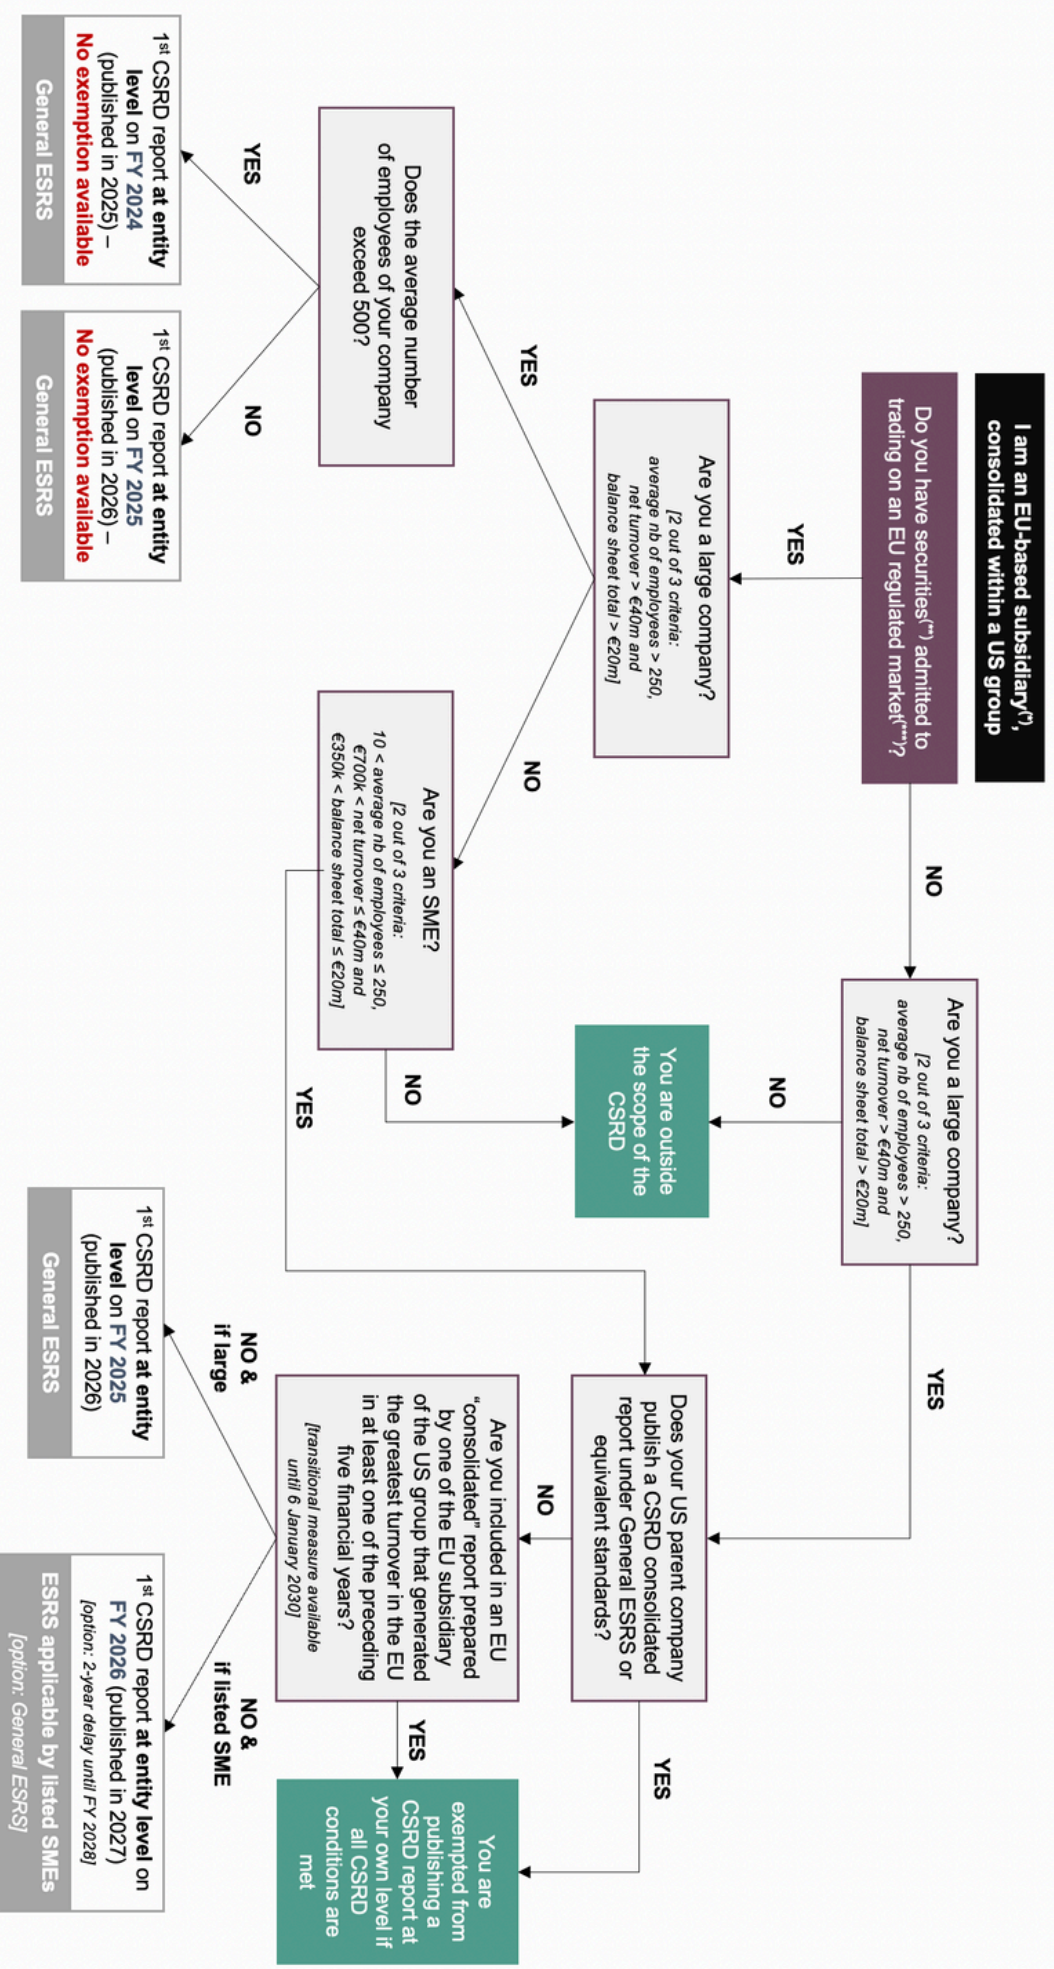 I am an EU-based subsidiary(*),
consolidated within a US group
Do you have securities(**) admitted to
trading on an EU regulated market(***)?
YES
NO
Are you a large company?
[2 out of 3 criteria:
average nb of employees > 250,
net turnover > €40m and
balance sheet total > €20m]
Are you a large company?
[2 out of 3 criteria:
average nb of employees > 250,
net turnover > €40m and
balance sheet total > €20m]
YES
NO
NO
YES
Does the average number
of employees of your company
exceed 500?
Are you an SME?
[2 out of 3 criteria:
10 < average nb of employees ≤ 250,
€700k < net turnover ≤ €40m and
€350k < balance sheet total ≤ €20m]
You are outside
the scope of the
CSRD
NO
YES
Does your US parent company
publish a CSRD consolidated
report under General ESRS or
equivalent standards?
YES
NO
Are you included in an EU
“consolidated” report prepared
by one of the EU subsidiary
of the US group that generated
the greatest turnover in the EU
in at least one of the preceding
five financial years?
[transitional measure available
until 6 January 2030]
YES
You are
exempted from
publishing a
CSRD report at
your own level if
all CSRD
conditions are
met
YES
NO
NO &
if large
NO &
if listed SME
1st CSRD report at entity
level on FY 2024
(published in 2025) –
No exemption available
General ESRS
1st CSRD report at entity
level on FY 2025
(published in 2026) –
No exemption available
General ESRS
1st CSRD report at entity
level on FY 2025
(published in 2026)
General ESRS
1st CSRD report at entity level on
FY 2026 (published in 2027)
[option: 2-year delay until FY 2028]
ESRS applicable by listed SMEs
[option: General ESRS]